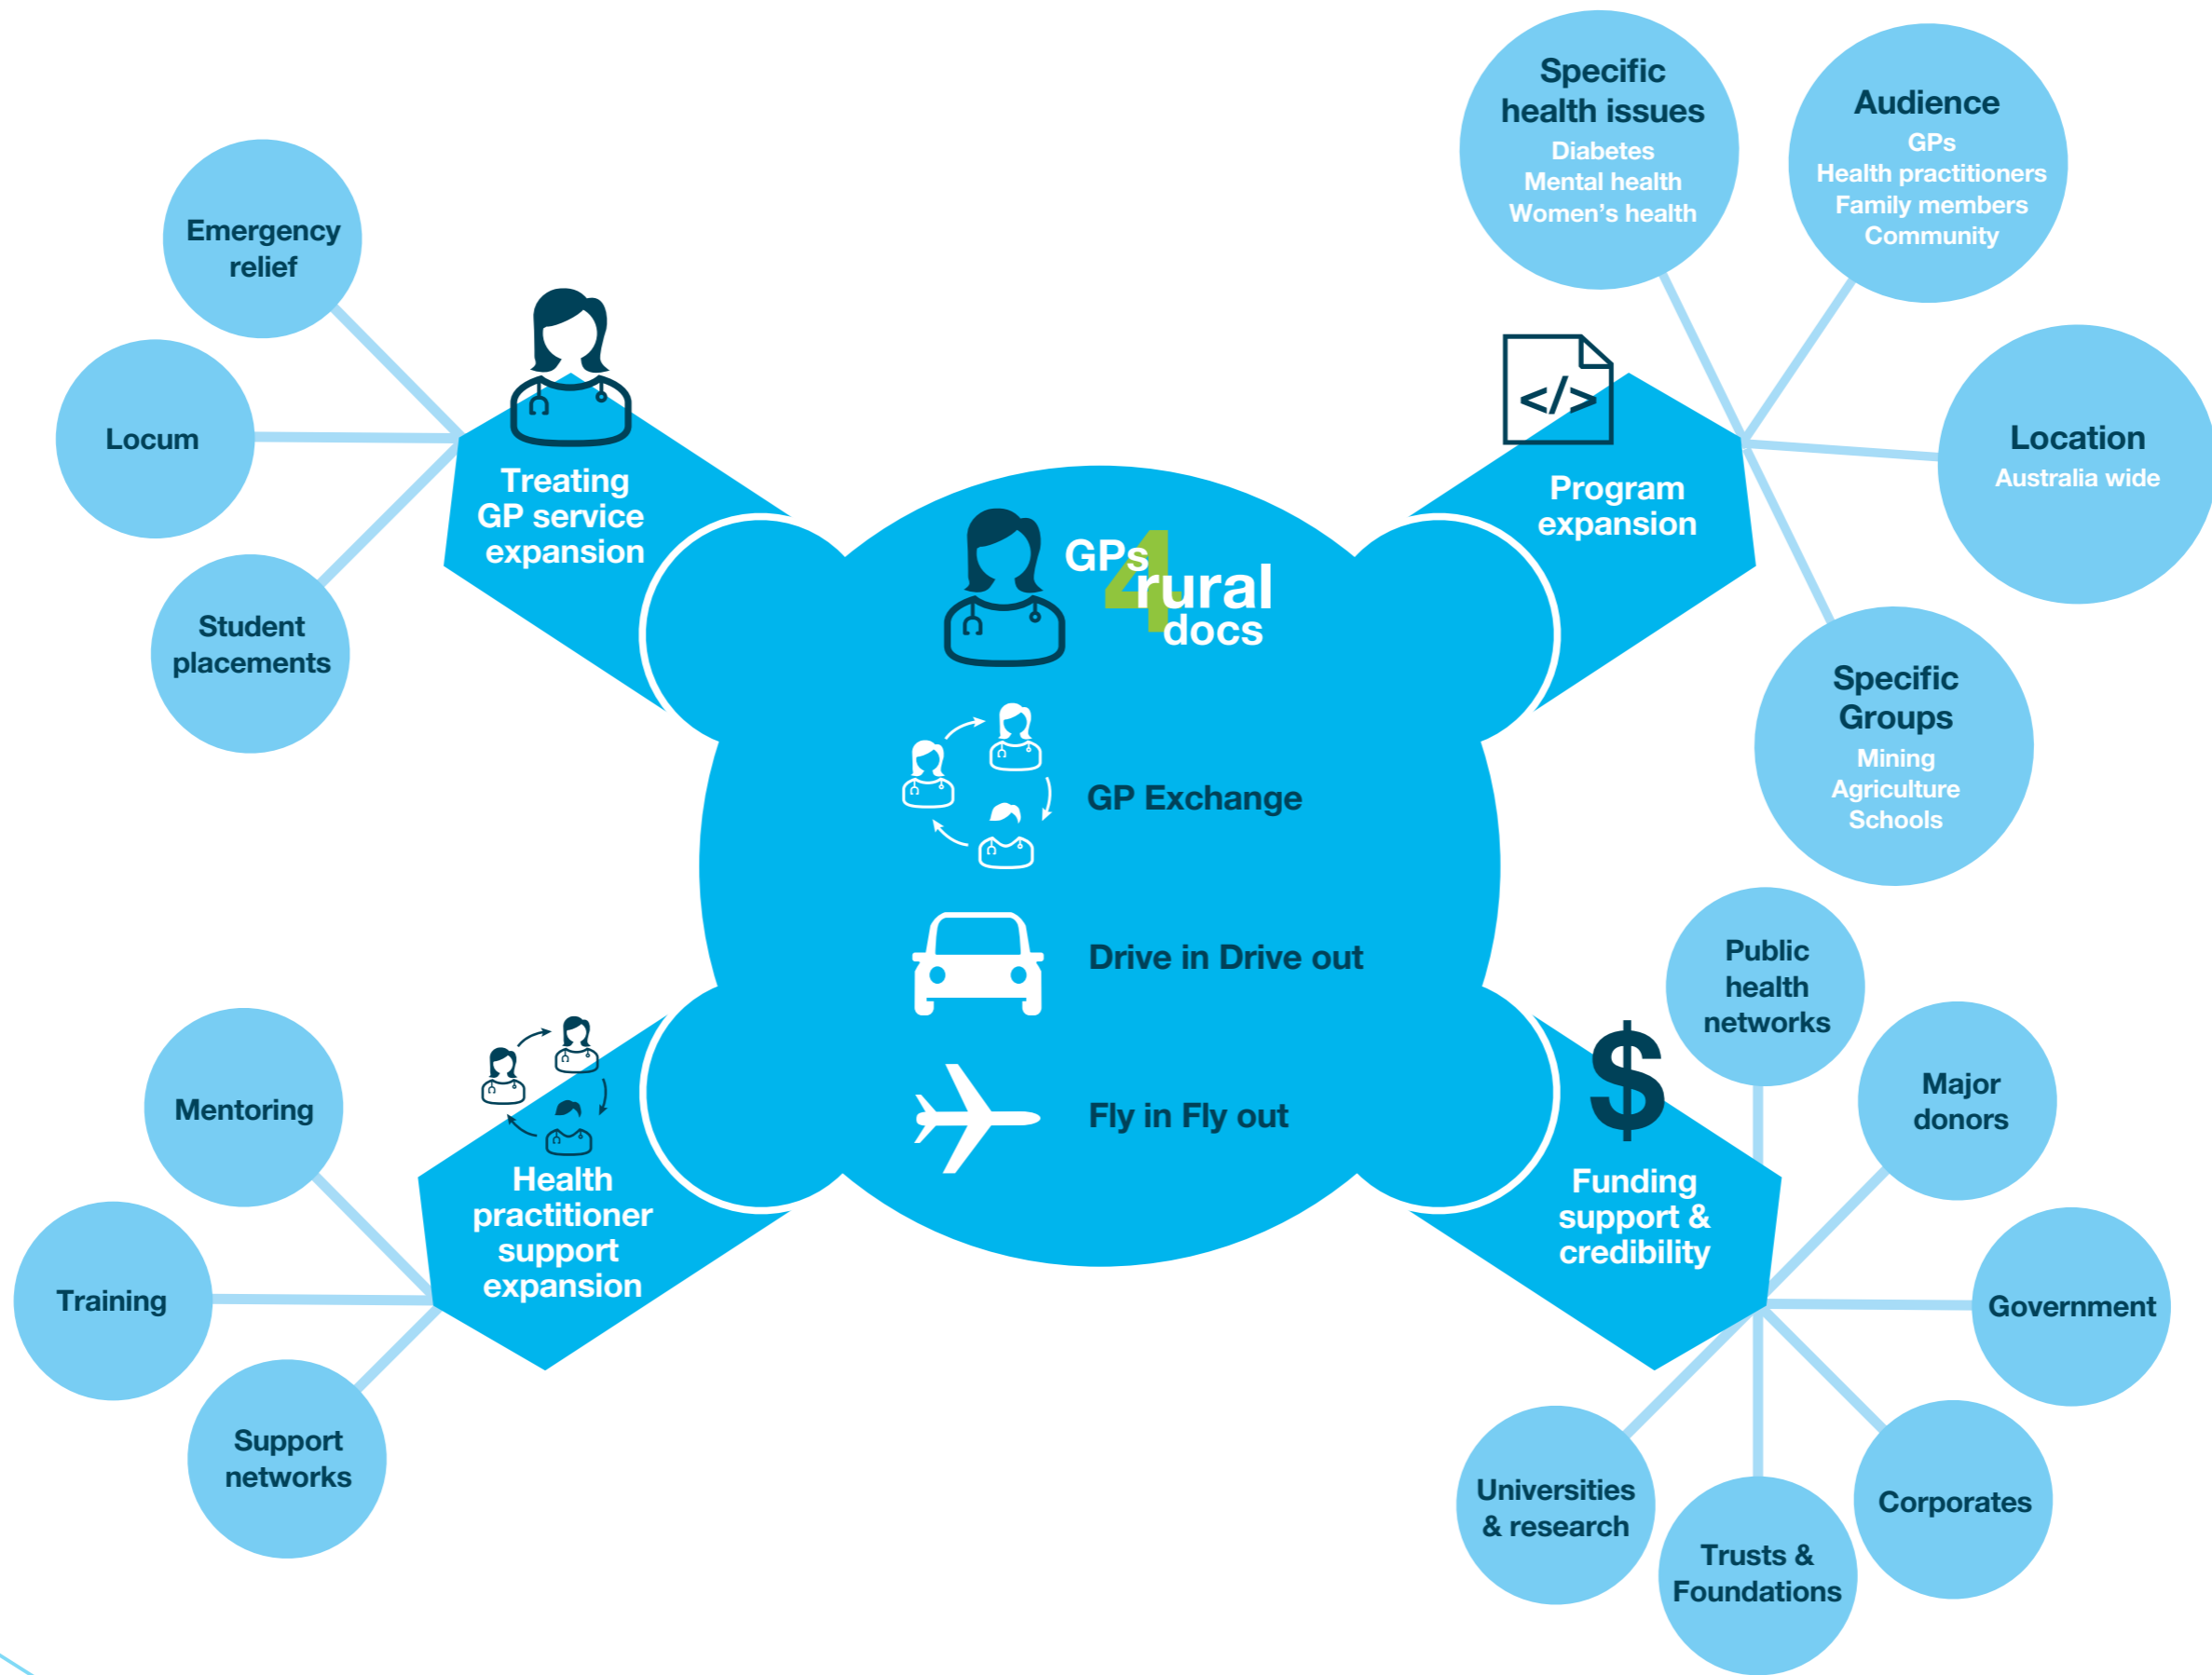 Emergency
relief
Locum
Student
placements
Treating
GP service
expansion
Specific
health issues
Diabetes
Mental health
Women's health
Audience
GPs
Health practitioners
Family members
Community
Location
Australia wide
Specific
Groups
Mining
Agriculture
Schools
</>
Program
expansion
GPs
4
rural
docs
GP Exchange
Drive in Drive out
Fly in Fly out
Mentoring
Training
Support
networks
Health
practitioner
support
expansion
$
Funding
support &
credibility
Public
health
networks
Major
donors
Government
Corporates
Trusts &
Foundations
Universities
& research